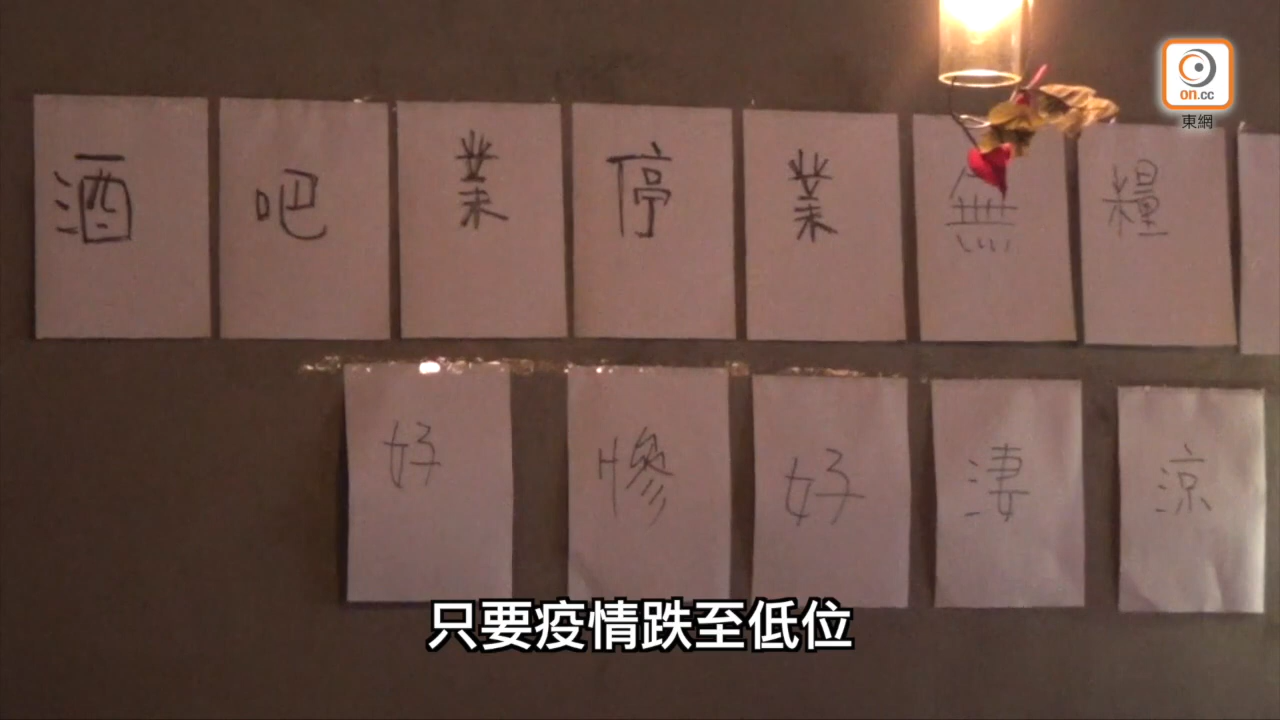 on.cc
東網
酒吧業停業無糧
好慘好淒涼
只要疫情跌至低位